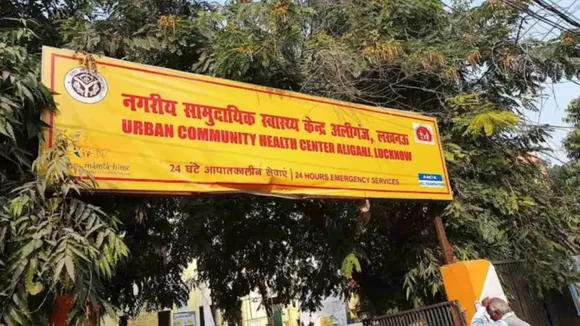 नगरीय सामुदायिक स्वास्थ्य केन्द्र अलीगंज, लखनऊ
URBAN COMMUNITY HEALTH CENTER ALIGANJ, LUCKNOW
24 घंटे आपातकालीन सेवाएं | 24 HOURS EMERGENCY SERVICES
HCL